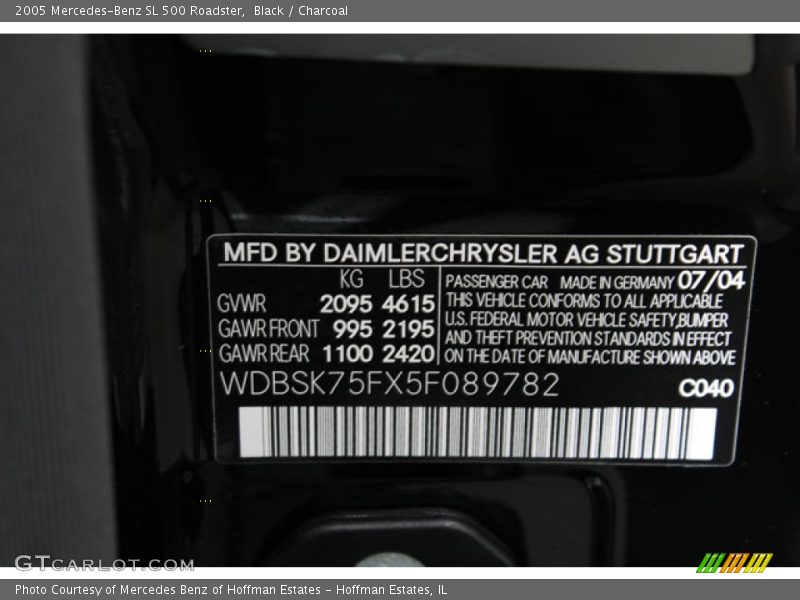 2005 Mercedes-Benz SL 500 Roadster,  Black / Charcoal
MFD BY DAIMLERCHRYSLER AG STUTTGART
KG LBS
GVWR 2095 4615
GAWR FRONT 995 2195
GAWR REAR 1100 2420
PASSENGER CAR MADE IN GERMANY 07/04
THIS VEHICLE CONFORMS TO ALL APPLICABLE
U.S. FEDERAL MOTOR VEHICLE SAFETY,BUMPER
AND THEFT PREVENTION STANDARDS IN EFFECT
ON THE DATE OF MANUFACTURE SHOWN ABOVE
WDBSK75FX5F089782 C040
GTCARLOT.COM
Photo Courtesy of Mercedes Benz of Hoffman Estates - Hoffman Estates, IL